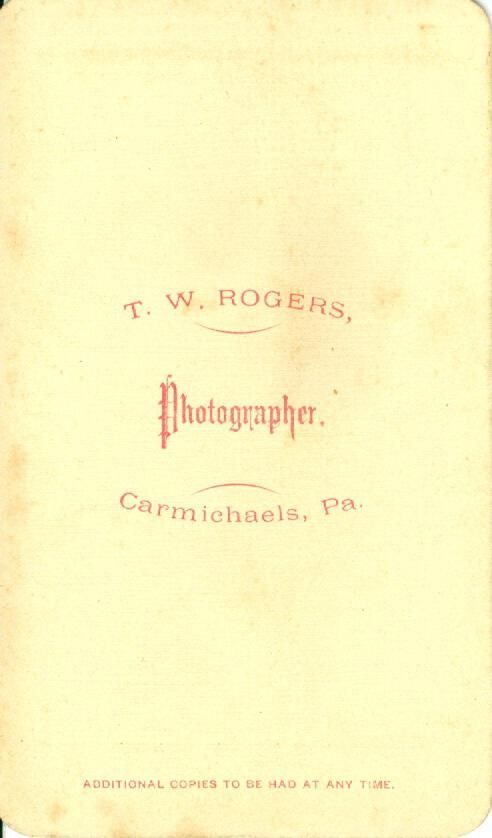 T. W. ROGERS,
Photographer.
Carmichaels, Pa.
ADDITIONAL COPIES TO BE HAD AT ANY TIME.